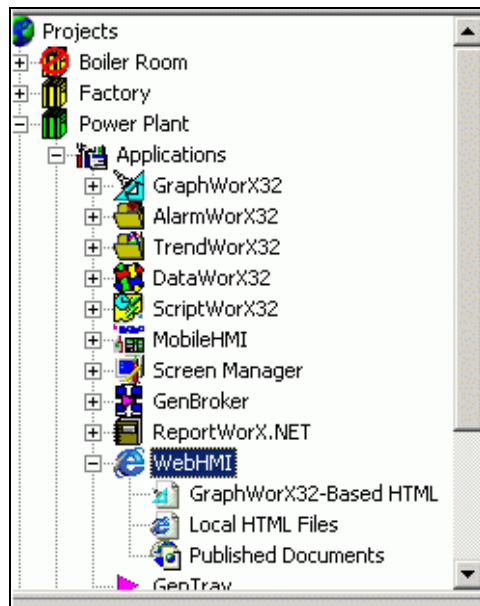 Projects
Boiler Room
Factory
Power Plant
Applications
GraphWorX32
AlarmWorX32
TrendWorX32
DataWorX32
ScriptWorX32
MobileHMI
Screen Manager
GenBroker
ReportWorX.NET
WebHMI
GraphWorX32-Based HTML
Local HTML Files
Published Documents
GenTray